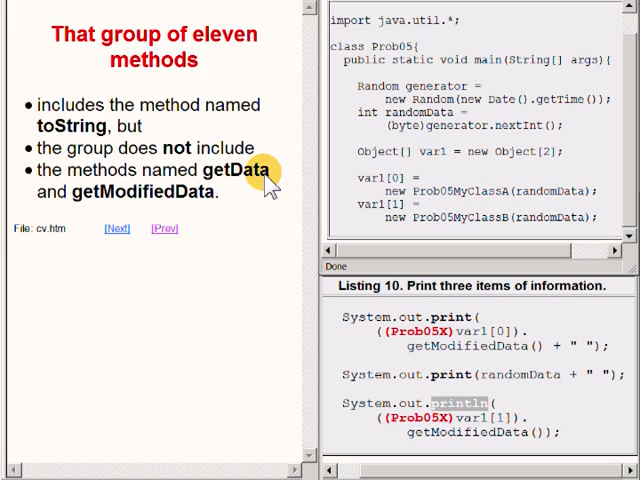 That group of eleven
methods
● includes the method named
toString, but
● the group does not include
● the methods named getData
and getModifiedData.
File: cv.htm [Next] [Prev]
import java.util.*;
class Prob05{
public static void main(String[] args){
Random generator =
new Random(new Date().getTime());
int randomData =
(byte)generator.nextInt();
Object[] var1 = new Object[2];
var1[0] =
new Prob05MyClassA(randomData);
var1[1] =
new Prob05MyClassB(randomData);
Done
Listing 10. Print three items of information.
System.out.print(
((Prob05X)var1[0]).
getModifiedData() + " ");
System.out.print(randomData + " ");
System.out.println(
((Prob05X)var1[1]).
getModifiedData());